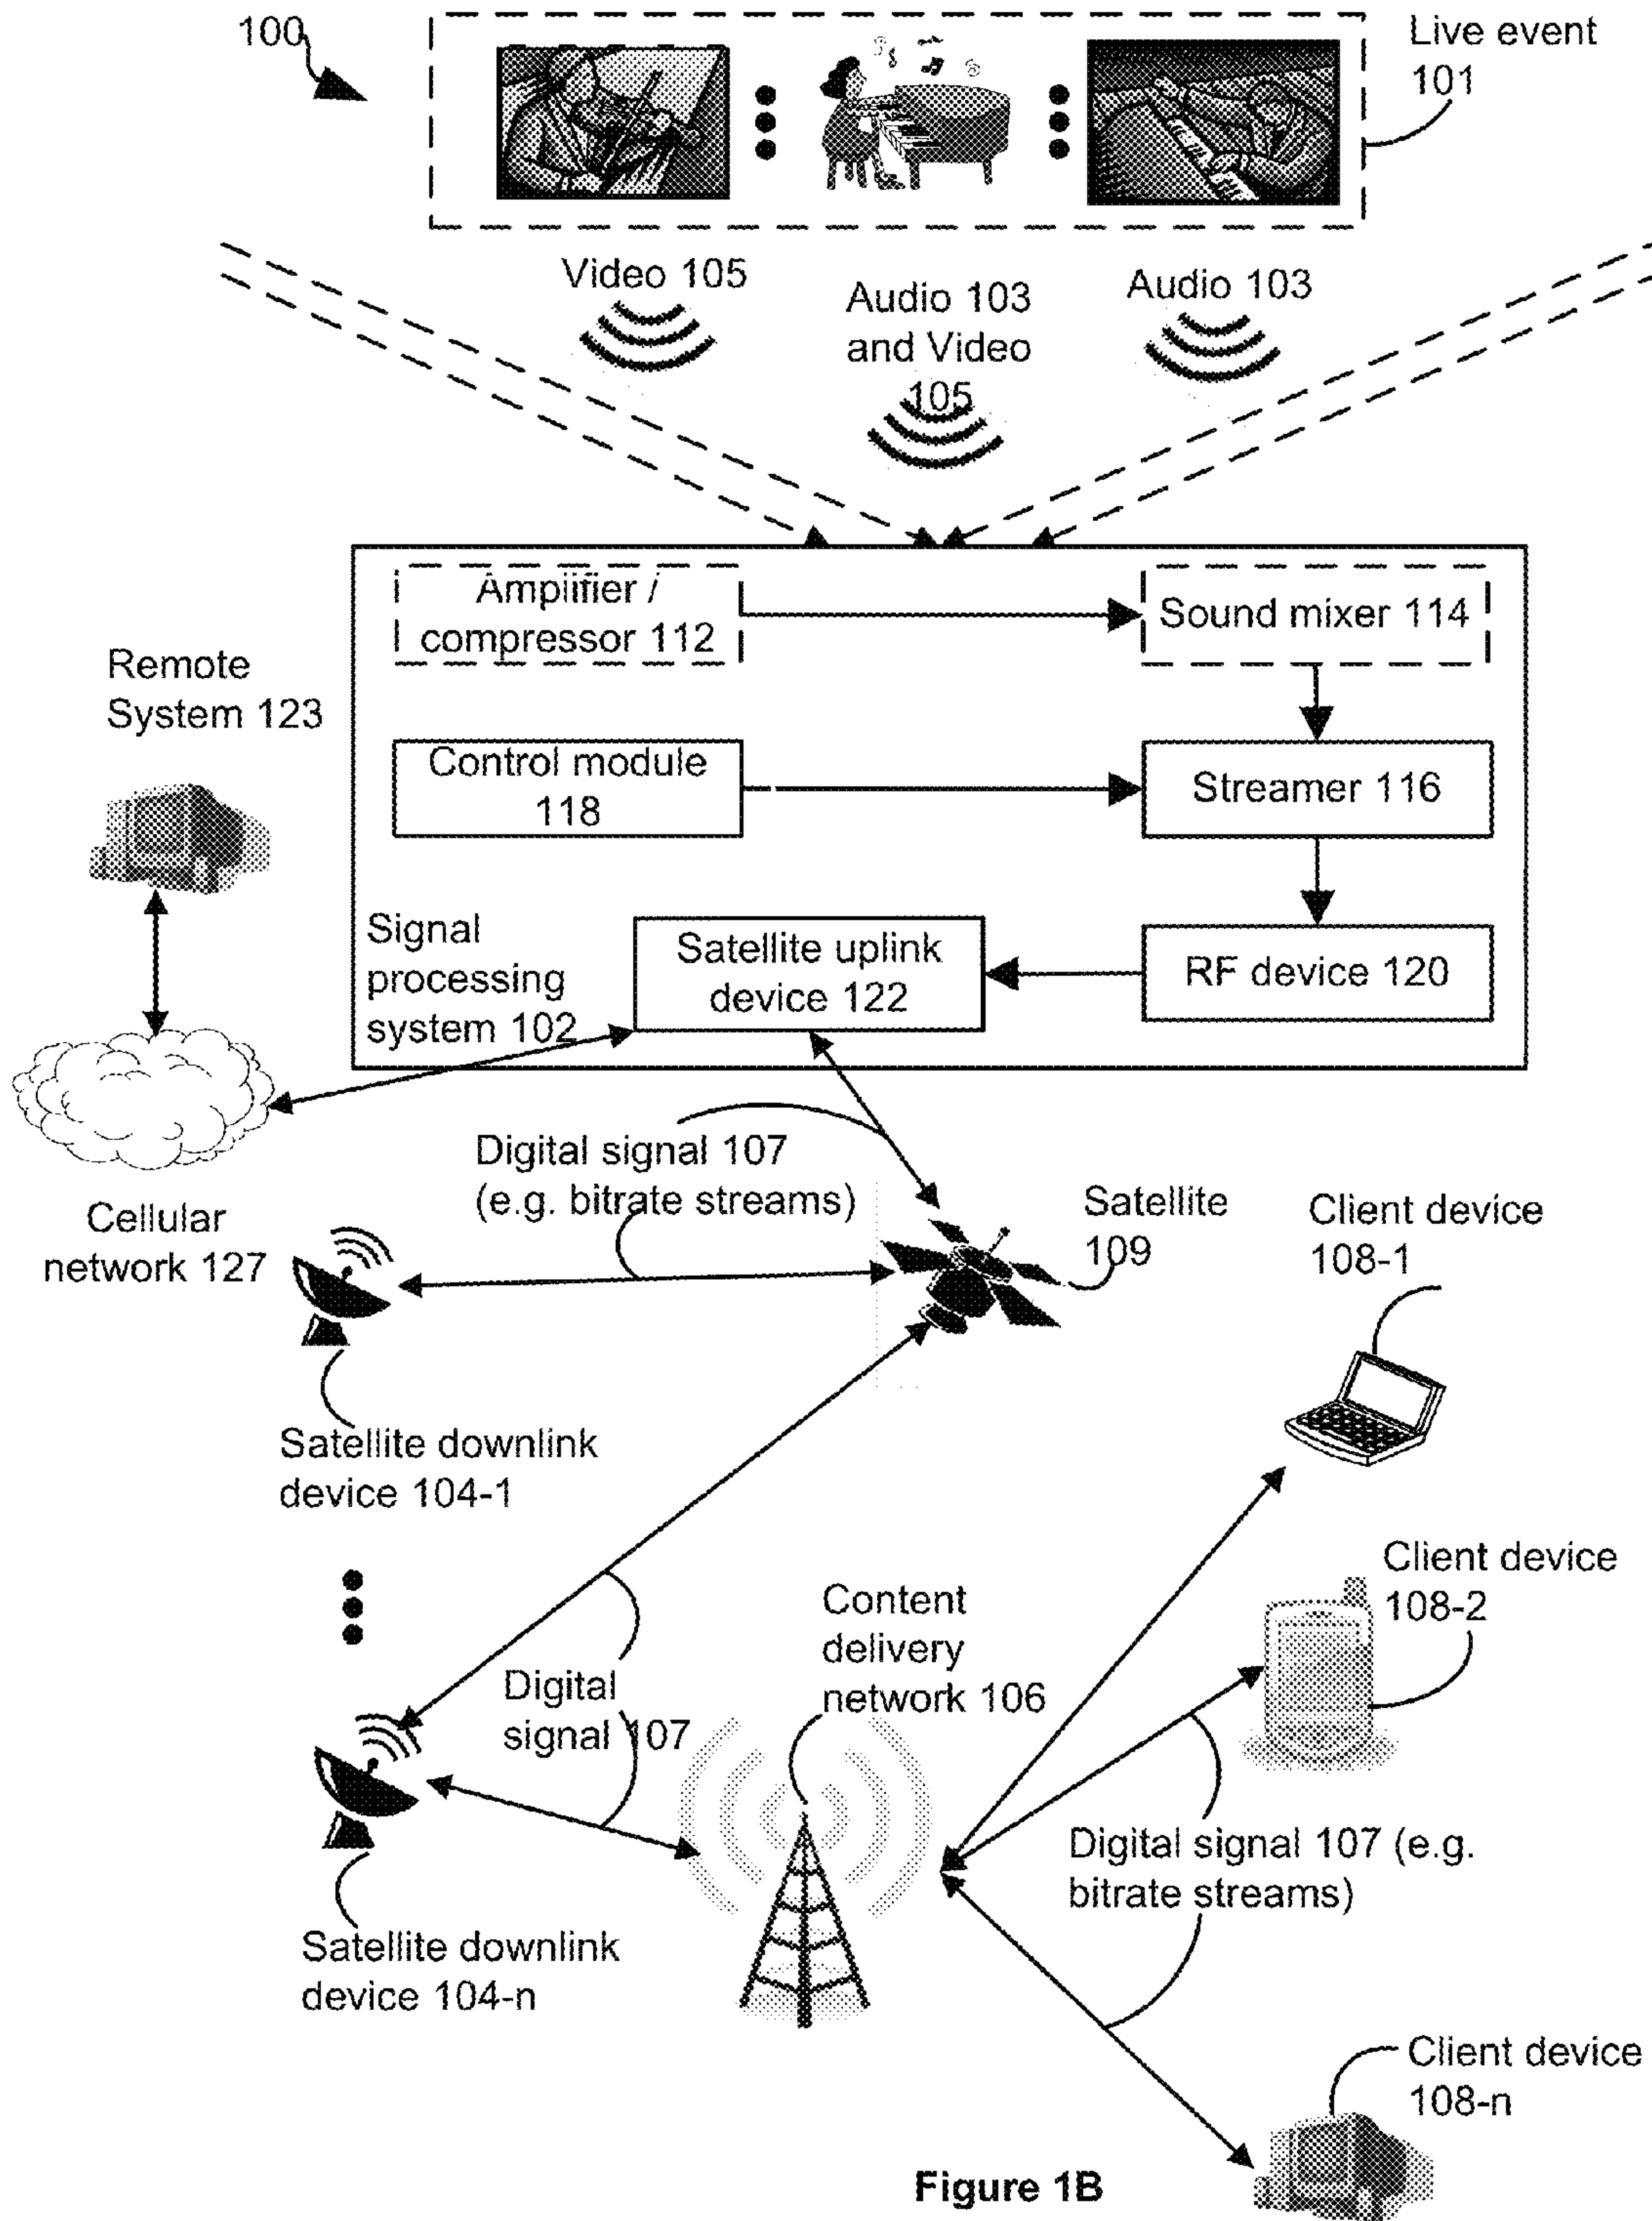 100
Live event
101
Video 105
Audio 103
and Video
105
Audio 103
Amplifier /
compressor 112
Sound mixer 114
Remote
System 123
Control module
118
Streamer 116
Signal
processing
system 102
Satellite uplink
device 122
RF device 120
Digital signal 107
(e.g. bitrate streams)
Cellular
network 127
Satellite
109
Client device
108-1
Satellite downlink
device 104-1
Client device
108-2
Content
delivery
network 106
Digital
signal 107
Digital signal 107 (e.g.
bitrate streams)
Satellite downlink
device 104-n
Client device
108-n
Figure 1B